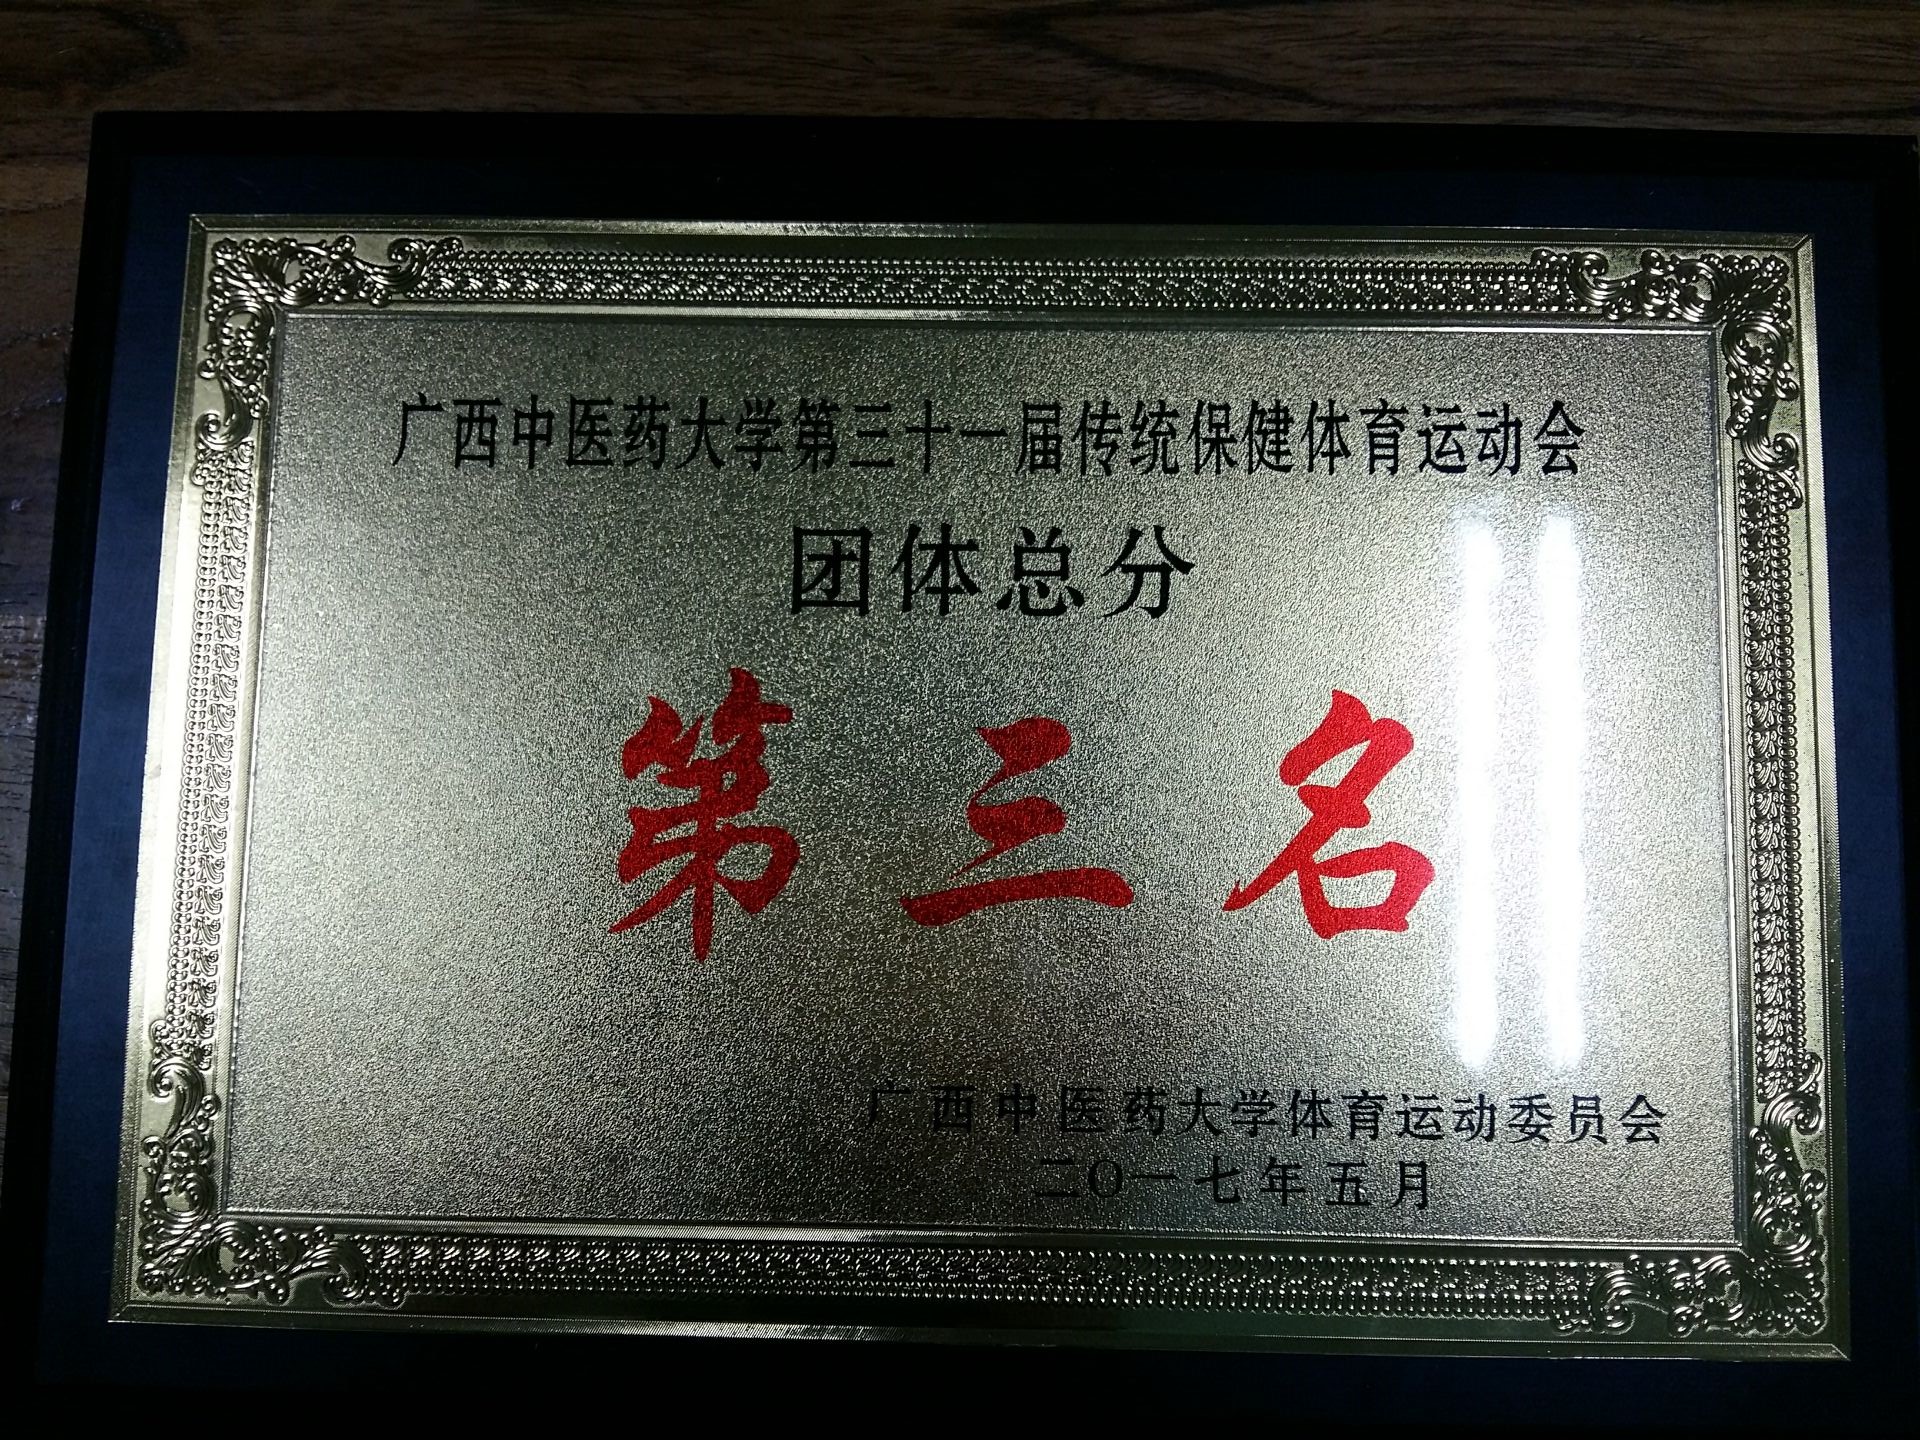 广西中医药大学第三十一届传统保健体育运动会
团体总分
第三名
广西中医药大学体育运动委员会
二〇一七年五月